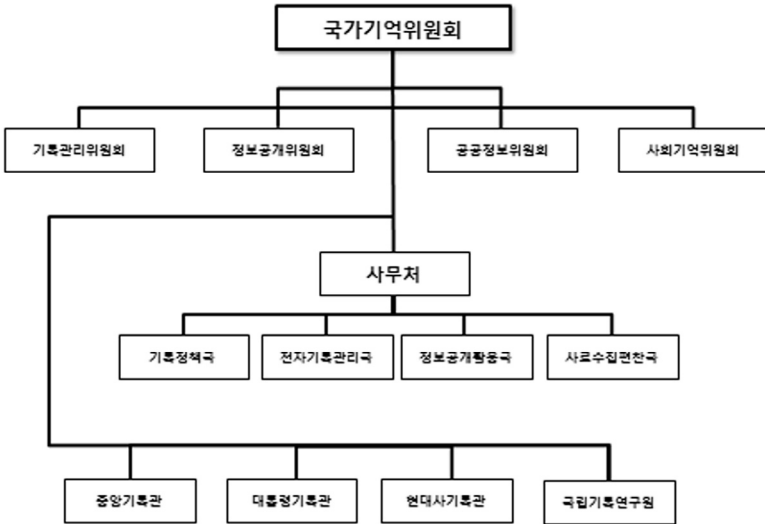 국가기억위원회
기록관리위원회
정보공개위원회
공공정보위원회
사회기억위원회
사무처
기록정책국
전자기록관리국
정보공개활용국
사료수집편찬국
중앙기록관
대통령기록관
현대사기록관
국립기록연구원